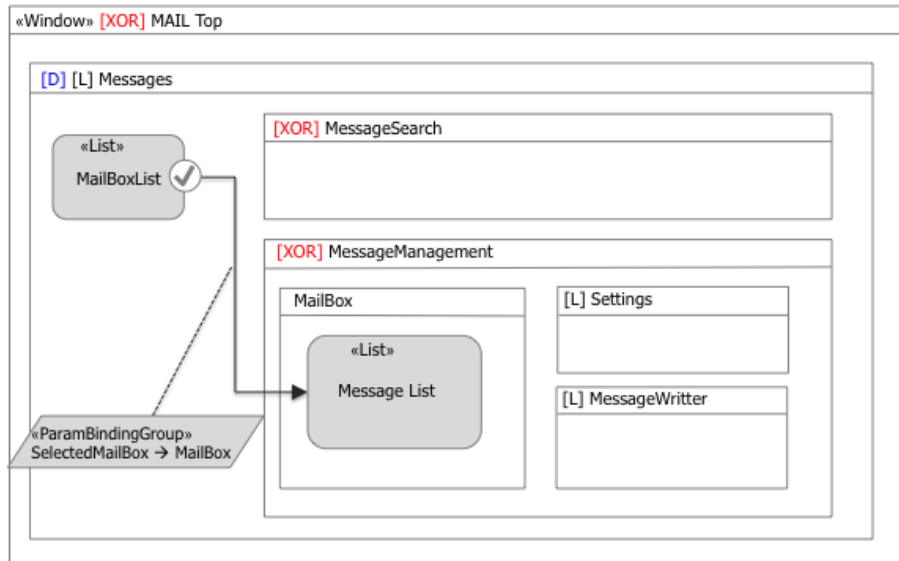 «Window» [XOR] MAIL Top
[D] [L] Messages
«List»
MailBoxList
[XOR] MessageSearch
[XOR] MessageManagement
MailBox
«List»
Message List
[L] Settings
[L] MessageWritter
«ParamBindingGroup»
SelectedMailBox → MailBox